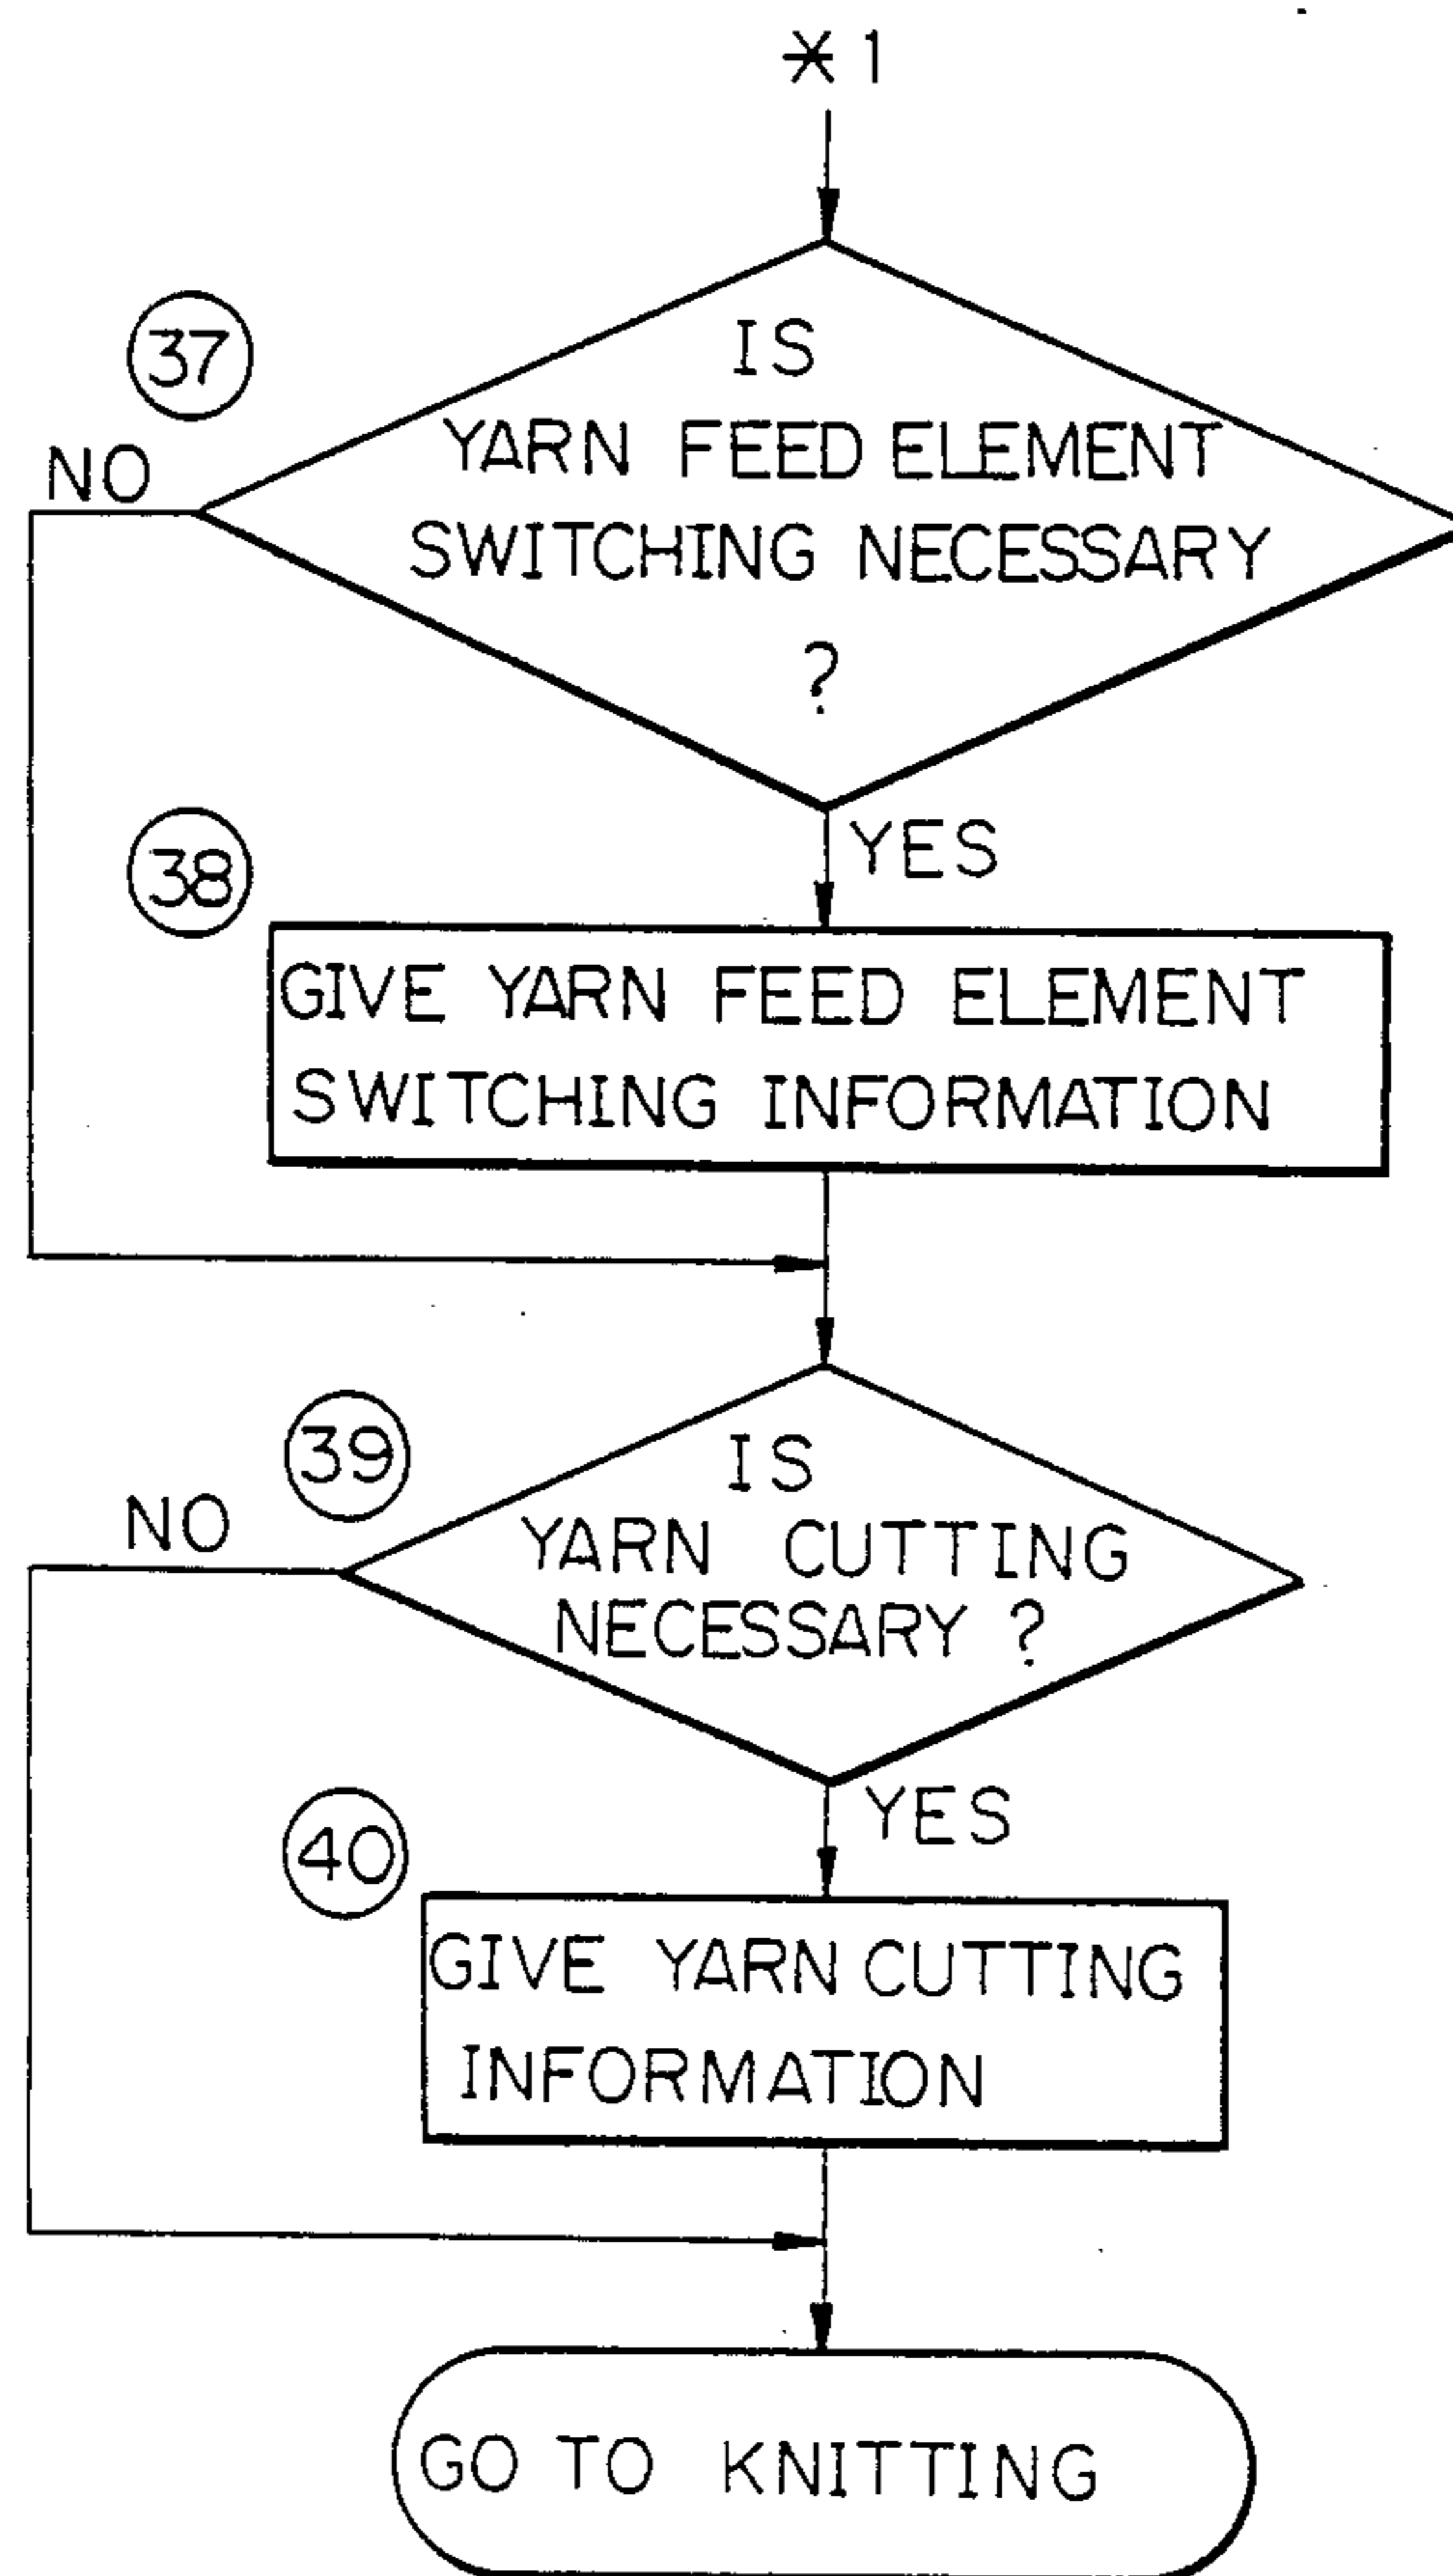 *1
37
IS
YARN FEED ELEMENT
SWITCHING NECESSARY
?
NO
YES
38
GIVE YARN FEED ELEMENT
SWITCHING INFORMATION
39
IS
YARN CUTTING
NECESSARY ?
NO
YES
40
GIVE YARN CUTTING
INFORMATION
GO TO KNITTING